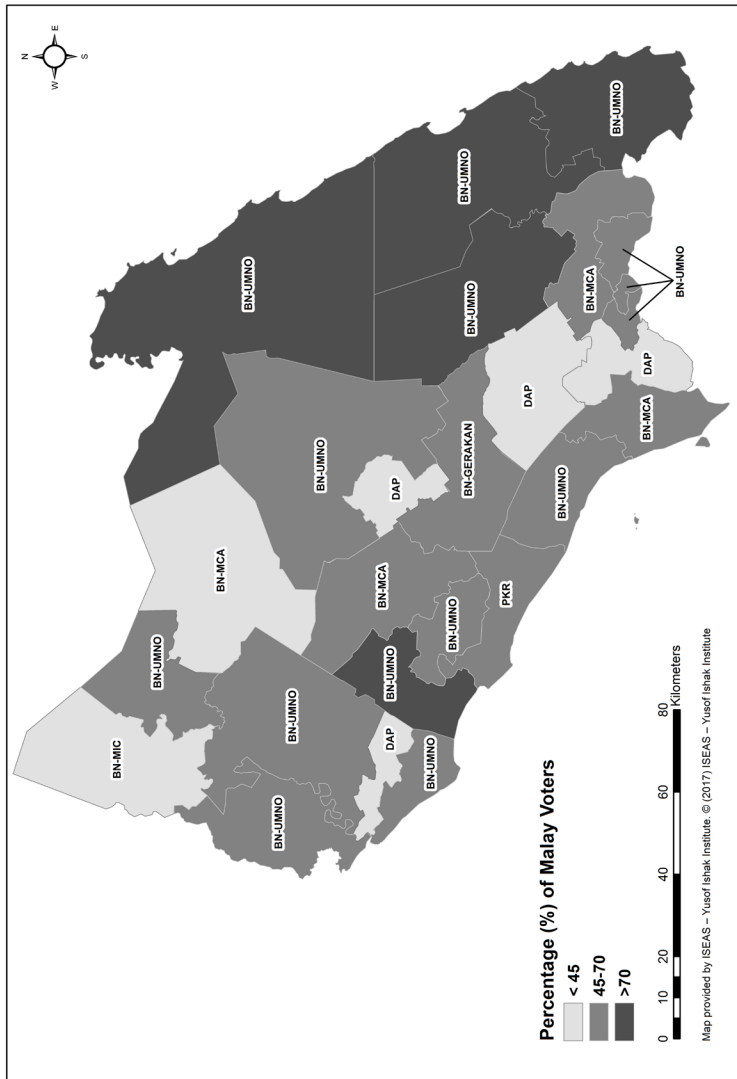 N
W E
S
BN-MIC
BN-UMNO
BN-MCA
BN-UMNO
BN-UMNO
BN-UMNO
BN-UMNO
BN-MCA
BN-UMNO
DAP
DAP
BN-UMNO
BN-UMNO
BN-GERAKAN
BN-UMNO
BN-UMNO
PKR
DAP
BN-UMNO
BN-MCA
BN-UMNO
BN-MCA
DAP
BN-UMNO
Percentage (%) of Malay Voters
< 45
45-70
>70
0 10 20 40 60 80
Kilometers
Map provided by ISEAS – Yusof Ishak Institute. © (2017) ISEAS – Yusof Ishak Institute